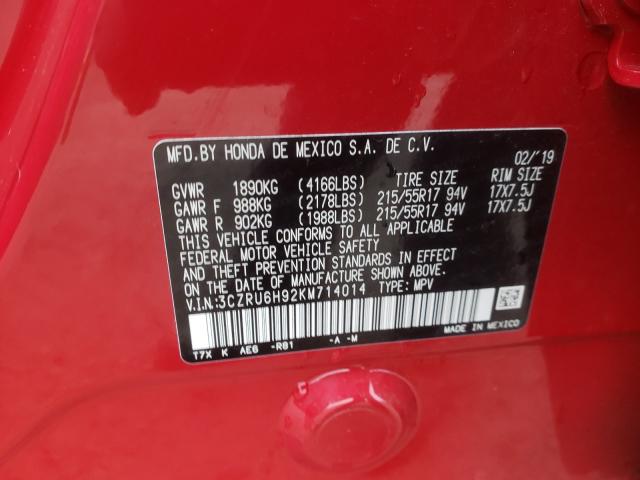 MFD.BY HONDA DE MEXICO S.A. DE C.V.
02/'19
GVWR 1890KG (4166LBS) TIRE SIZE RIM SIZE
GAWR F 988KG (2178LBS) 215/55R17 94V 17X7.5J
GAWR R 902KG (1988LBS) 215/55R17 94V 17X7.5J
THIS VEHICLE CONFORMS TO ALL APPLICABLE
FEDERAL MOTOR VEHICLE SAFETY
AND THEFT PREVENTION STANDARDS IN EFFECT
ON THE DATE OF MANUFACTURE SHOWN ABOVE.
V.I.N:3CZRU6H92KM714014 TYPE: MPV
T7X K AE6 -R81 -A -M
MADE IN MEXICO